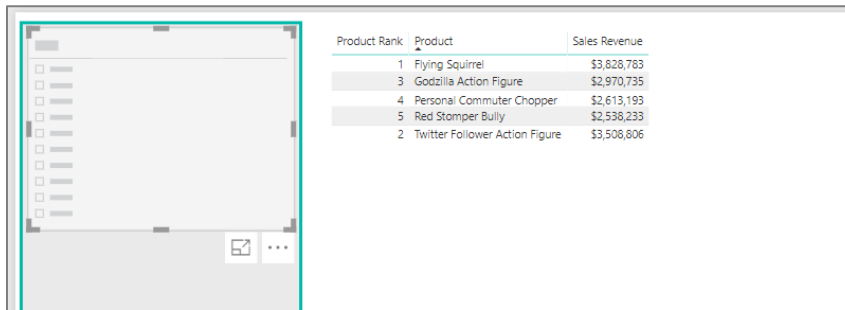 Product Rank Product Sales Revenue
1 Flying Squirrel $3,828,783
3 Godzilla Action Figure $2,970,735
4 Personal Commuter Chopper $2,613,193
5 Red Stomper Bully $2,538,233
2 Twitter Follower Action Figure $3,508,806